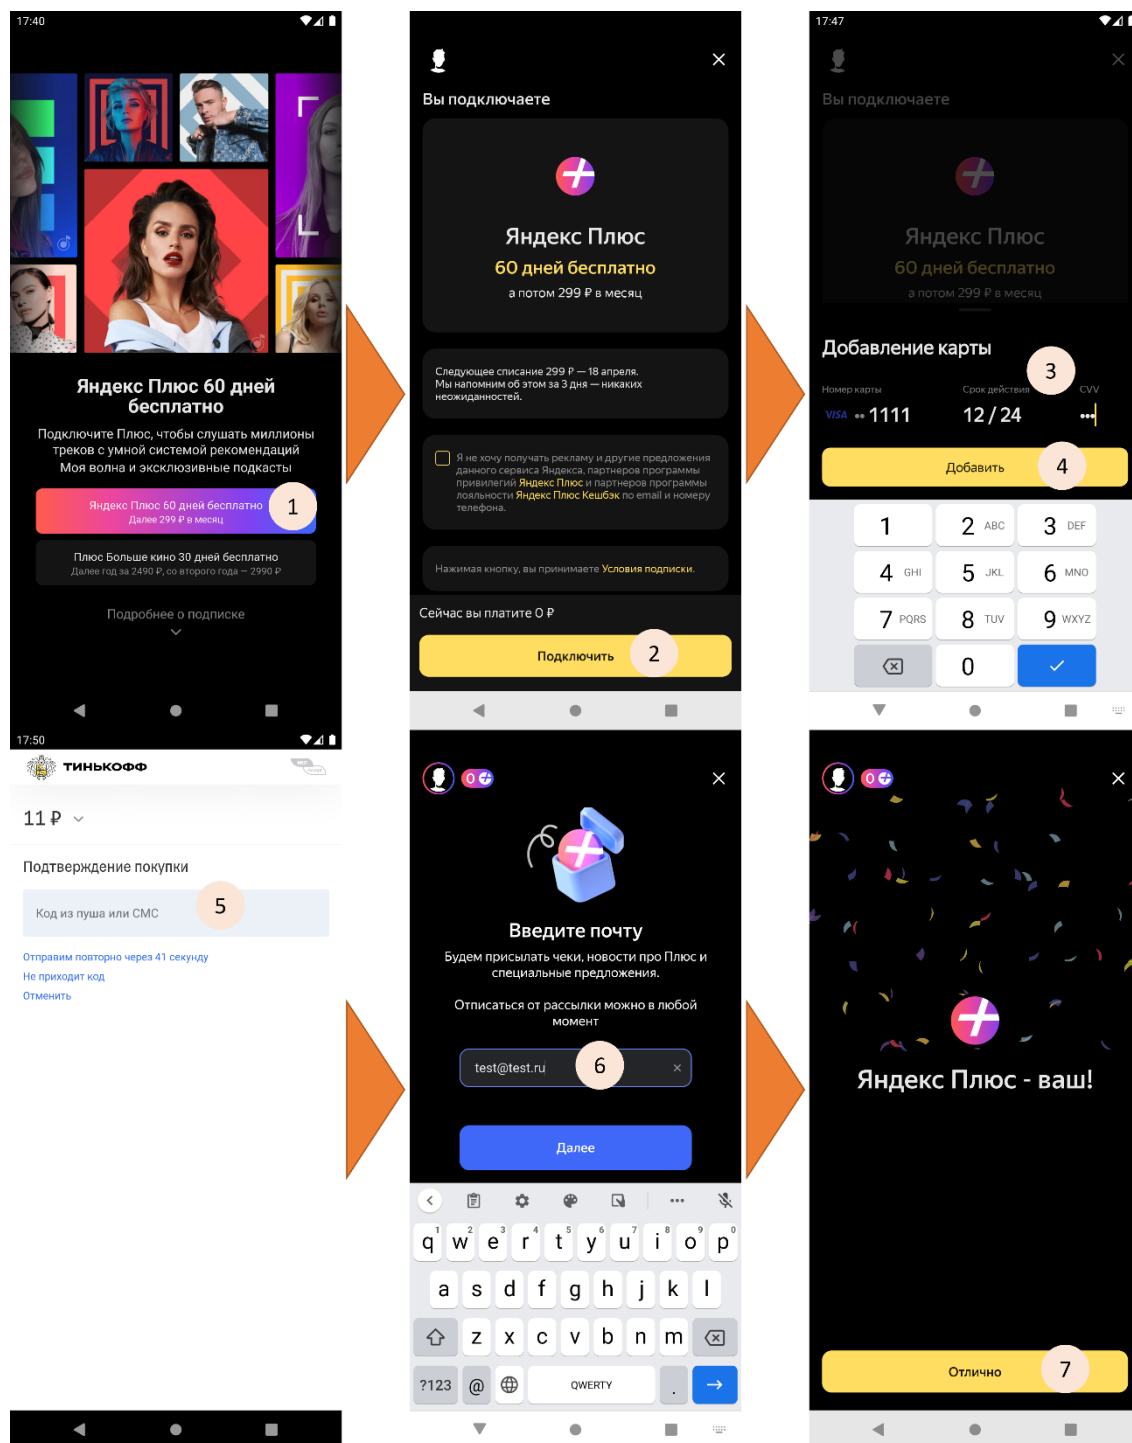 17:40
Яндекс Плюс 60 дней
бесплатно
Подключите Плюс, чтобы слушать миллионы
треков с умной системой рекомендаций
Моя волна и эксклюзивные подкасты
Яндекс Плюс 60 дней бесплатно
Далее 299 ₽ в месяц
1
Плюс Больше кино 30 дней бесплатно
Далее год за 2490 ₽, со второго года – 2990 ₽
Подробнее о подписке
Вы подключаете
Яндекс Плюс
60 дней бесплатно
а потом 299 ₽ в месяц
Следующее списание 299 ₽ — 18 апреля.
Мы напомним об этом за 3 дня — никаких
неожиданностей.
Я не хочу получать рекламу и другие предложения
данного сервиса Яндекса, партнеров программы
привилегий Яндекс Плюс и партнеров программы
лояльности Яндекс Плюс Кешбэк по email и номеру
телефона.
Нажимая кнопку, вы принимаете Условия подписки.
Сейчас вы платите 0 ₽
Подключить
2
17:47
Вы подключаете
Яндекс Плюс
60 дней бесплатно
а потом 299 ₽ в месяц
Добавление карты
3
Номер карты Срок действия CVV
VISA •• 1111 12 / 24 •••
Добавить
4
1 2 ABC 3 DEF
4 GHI 5 JKL 6 MNO
7 PQRS 8 TUV 9 WXYZ
0
17:50
ТИНЬКОФФ
11 ₽
Подтверждение покупки
Код из пуша или СМС
5
Отправим повторно через 41 секунду
Не приходит код
Отменить
0
Введите почту
Будем присылать чеки, новости про Плюс и
специальные предложения.
Отписаться от рассылки можно в любой
момент
test@test.ru
6
Далее
q1 w2 e3 r4 t5 y6 u7 i8 o9 p0
a s d f g h j k l
z x c v b n m
?123 @ QWERTY .
0
Яндекс Плюс - ваш!
Отлично
7